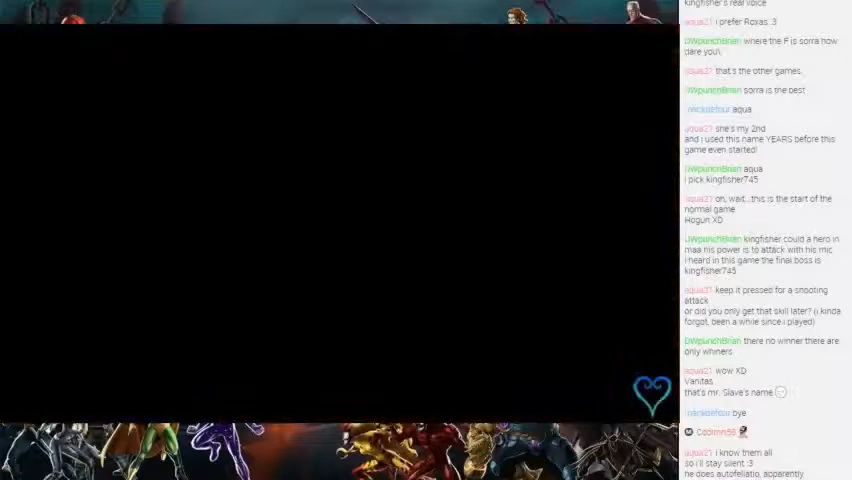 kingfisher's real voice
aqua21 i prefer Roxas :3
DWpunchBrian where the F is sorra how
dare you\
aqua21 that's the other games.
DWpunchBrian sorra is the best
aqua
aqua21 she's my 2nd
and i used this name YEARS before this
game even started!
DWpunchBrian aqua
i pick kingfisher745
aqua21 oh, wait...this is the start of the
normal game
Hogun XD
DWpunchBrian kingfisher could a hero in
maa his power is to attack with his mic
i heard in this game the final boss is
kingfisher745
aqua21 keep it pressed for a shooting
attack
or did you only get that skill later? (i kinda
forgot, been a while since i played)
DWpunchBrian there no winner there are
only whiners
aqua21 wow XD
Vanitas
that's mr. Slave's name
bye
aqua21 i know them all
so i'll stay silent :3
he does autofellatio, apparently